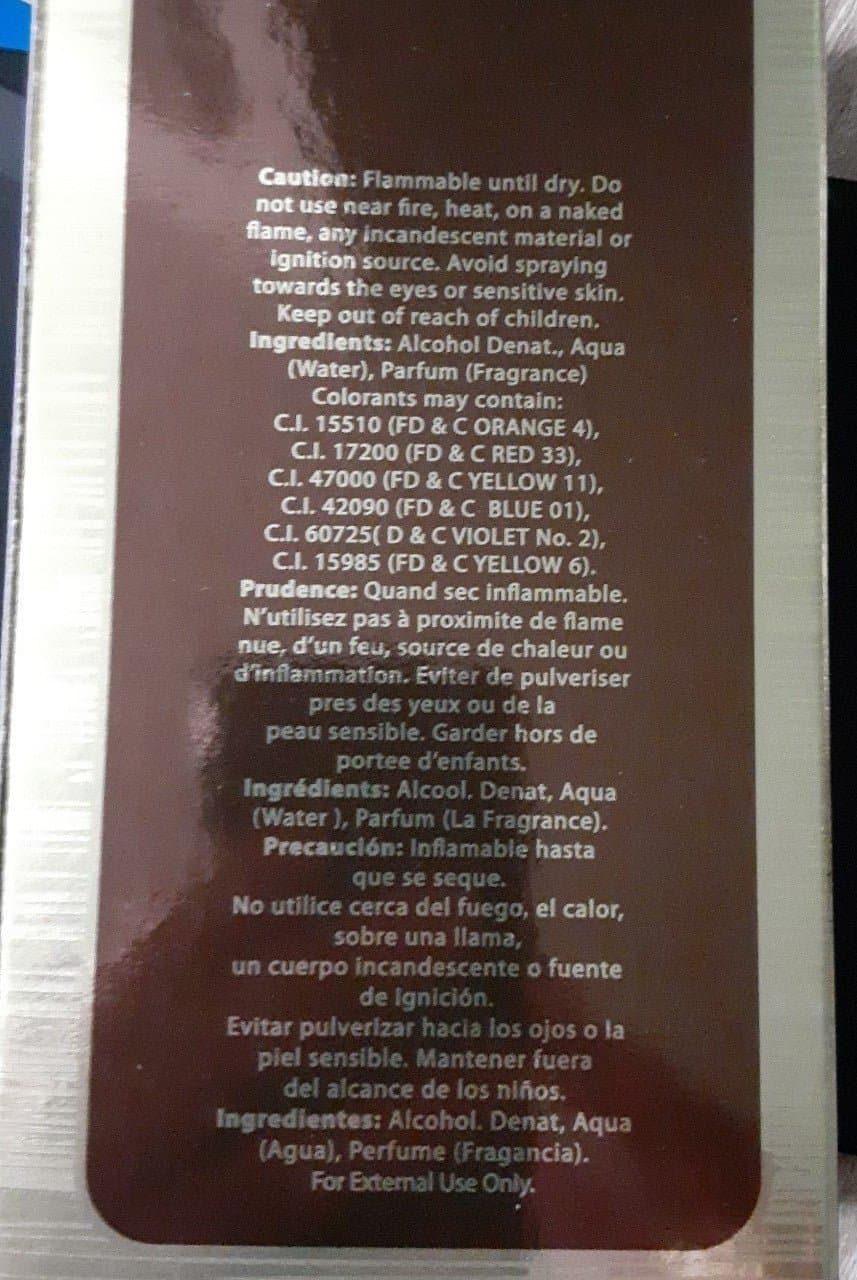 Caution: Flammable until dry. Do
not use near fire, heat, on a naked
flame, any incandescent material or
ignition source. Avoid spraying
towards the eyes or sensitive skin.
Keep out of reach of children.
Ingredients: Alcohol Denat., Aqua
(Water), Parfum (Fragrance)
Colorants may contain:
C.I. 15510 (FD & C ORANGE 4),
C.I. 17200 (FD & C RED 33),
C.I. 47000 (FD & C YELLOW 11),
C.I. 42090 (FD & C  BLUE 01),
C.I. 60725( D & C VIOLET No. 2),
C.I. 15985 (FD & C YELLOW 6).
Prudence: Quand sec inflammable.
N'utilisez pas à proximite de flame
nue, d'un feu, source de chaleur ou
d'inflammation. Eviter de pulveriser
pres des yeux ou de la
peau sensible. Garder hors de
portee d'enfants.
Ingrédients: Alcool. Denat, Aqua
(Water ), Parfum (La Fragrance).
Precaución: Inflamable hasta
que se seque.
No utilice cerca del fuego, el calor,
sobre una llama,
un cuerpo incandescente o fuente
de ignición.
Evitar pulverizar hacia los ojos o la
piel sensible. Mantener fuera
del alcance de los niños.
Ingredientes: Alcohol. Denat, Aqua
(Agua), Perfume (Fragancia).
For External Use Only.